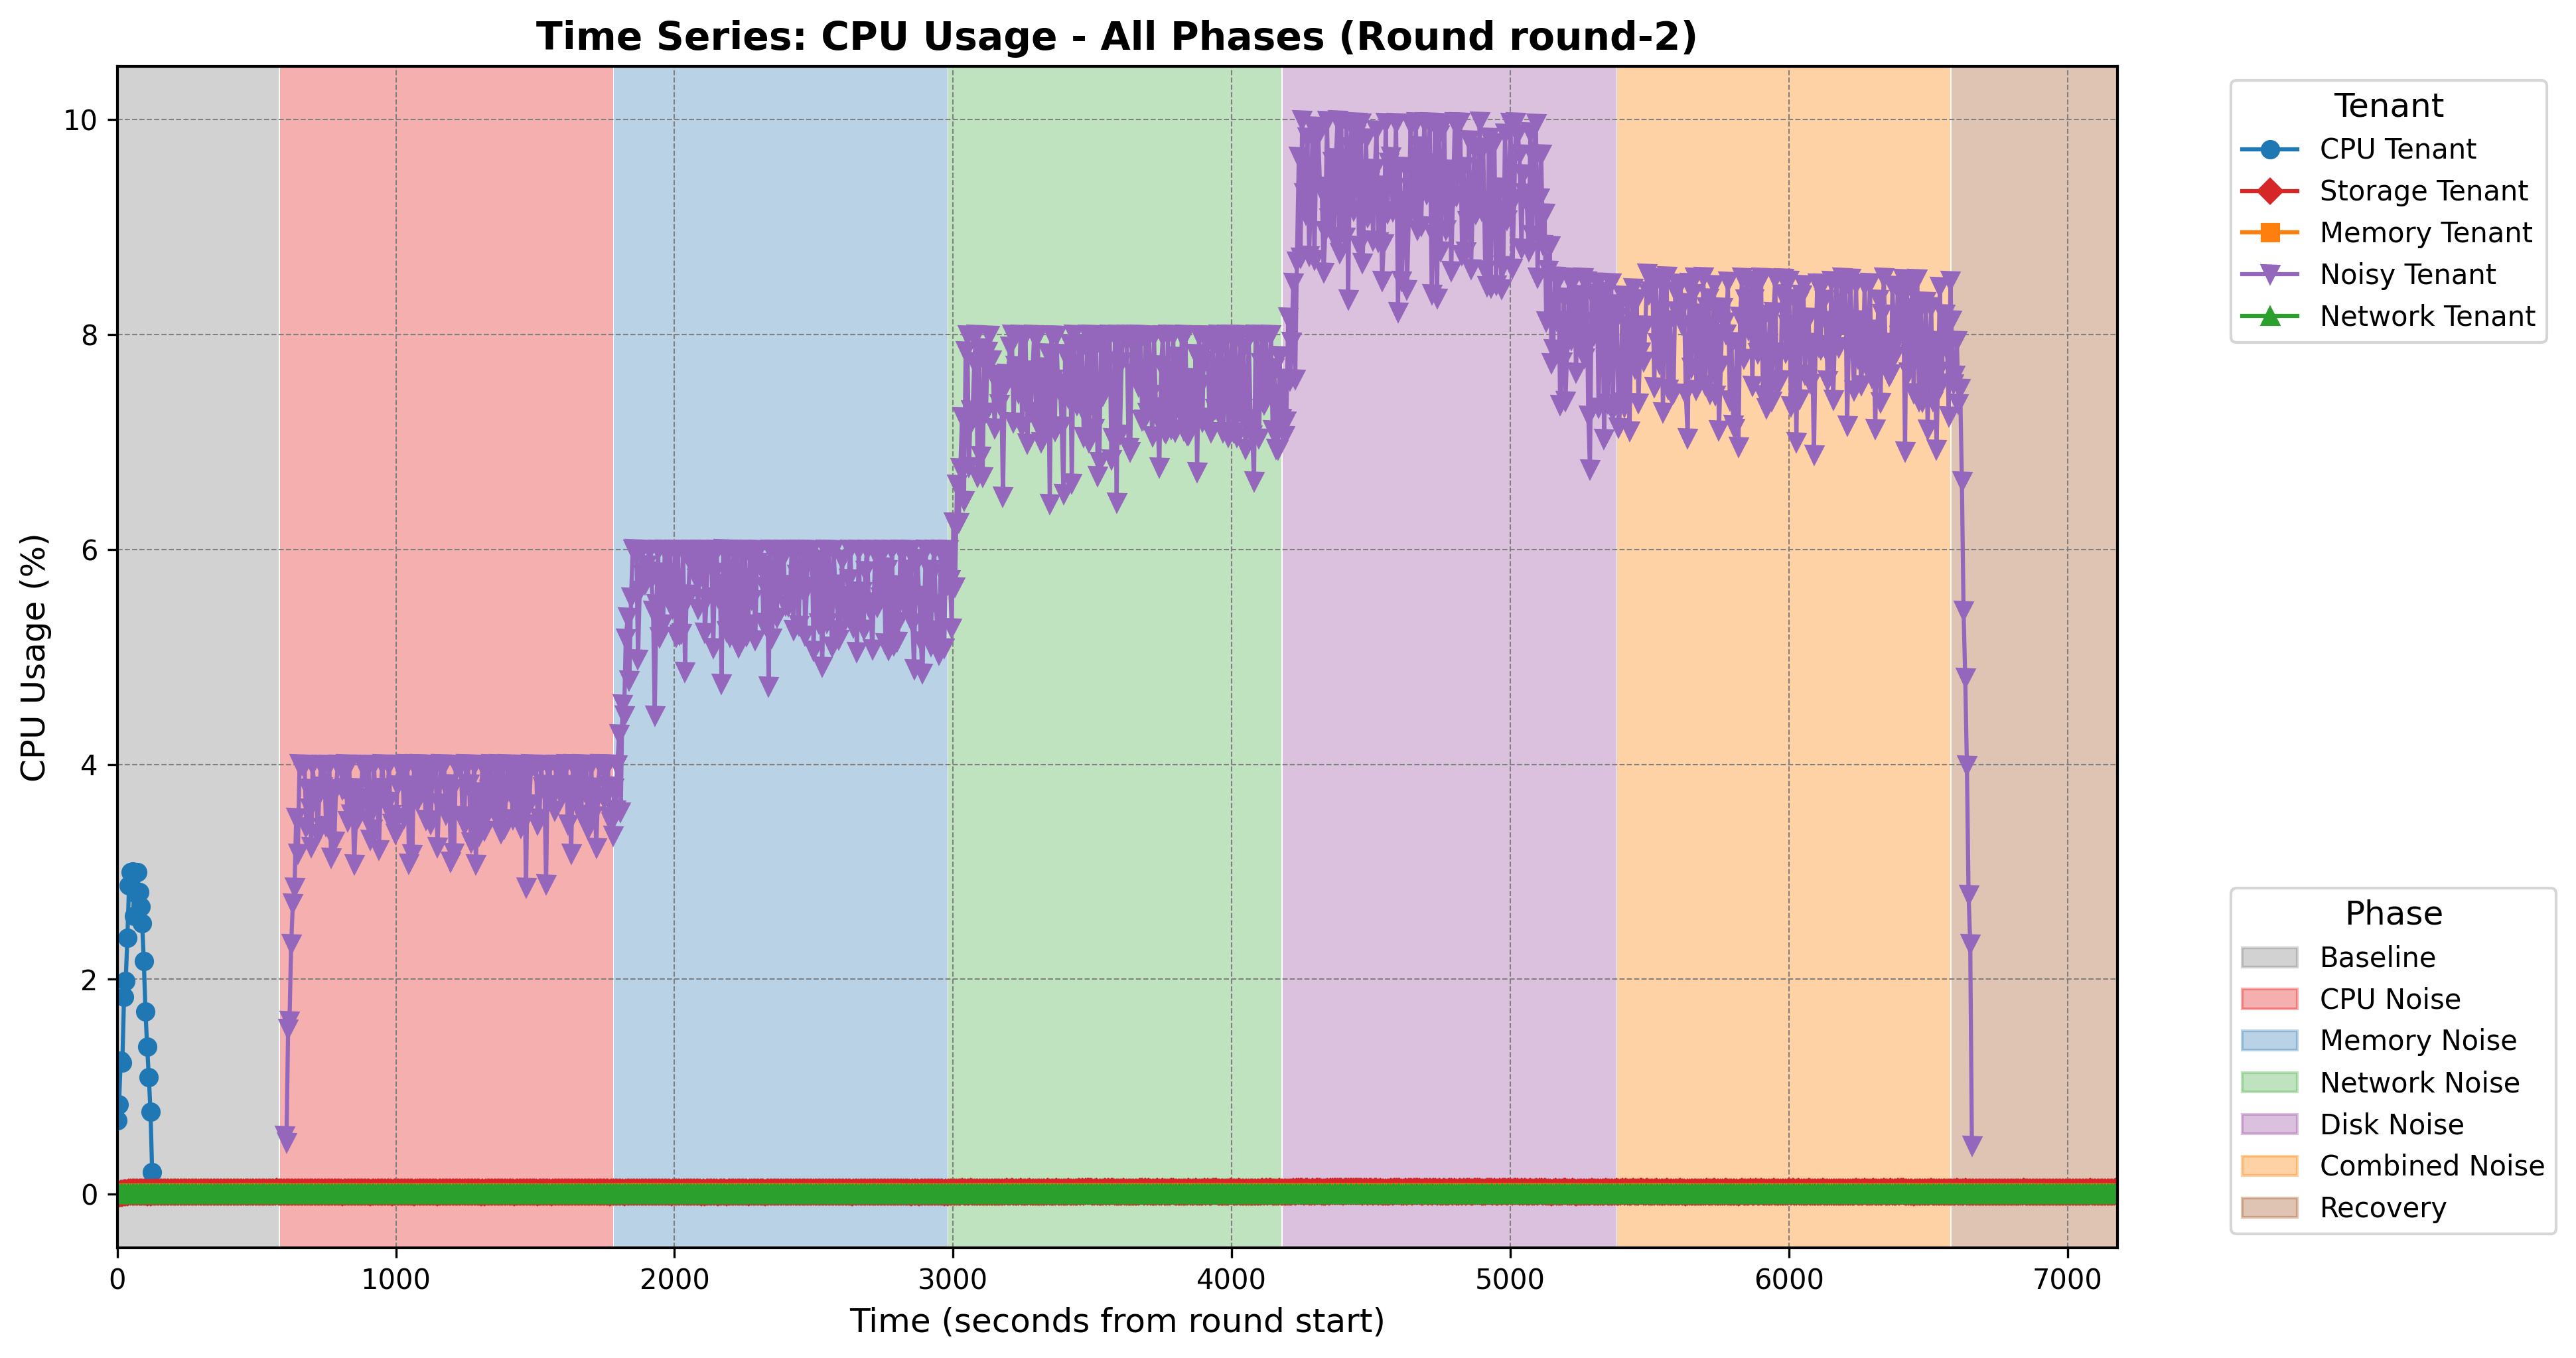 Time Series: CPU Usage - All Phases (Round round-2)
CPU Usage (%)
10
8
6
4
2
0
0
1000
2000
3000
4000
5000
6000
7000
Time (seconds from round start)
Tenant
CPU Tenant
Storage Tenant
Memory Tenant
Noisy Tenant
Network Tenant
Phase
Baseline
CPU Noise
Memory Noise
Network Noise
Disk Noise
Combined Noise
Recovery